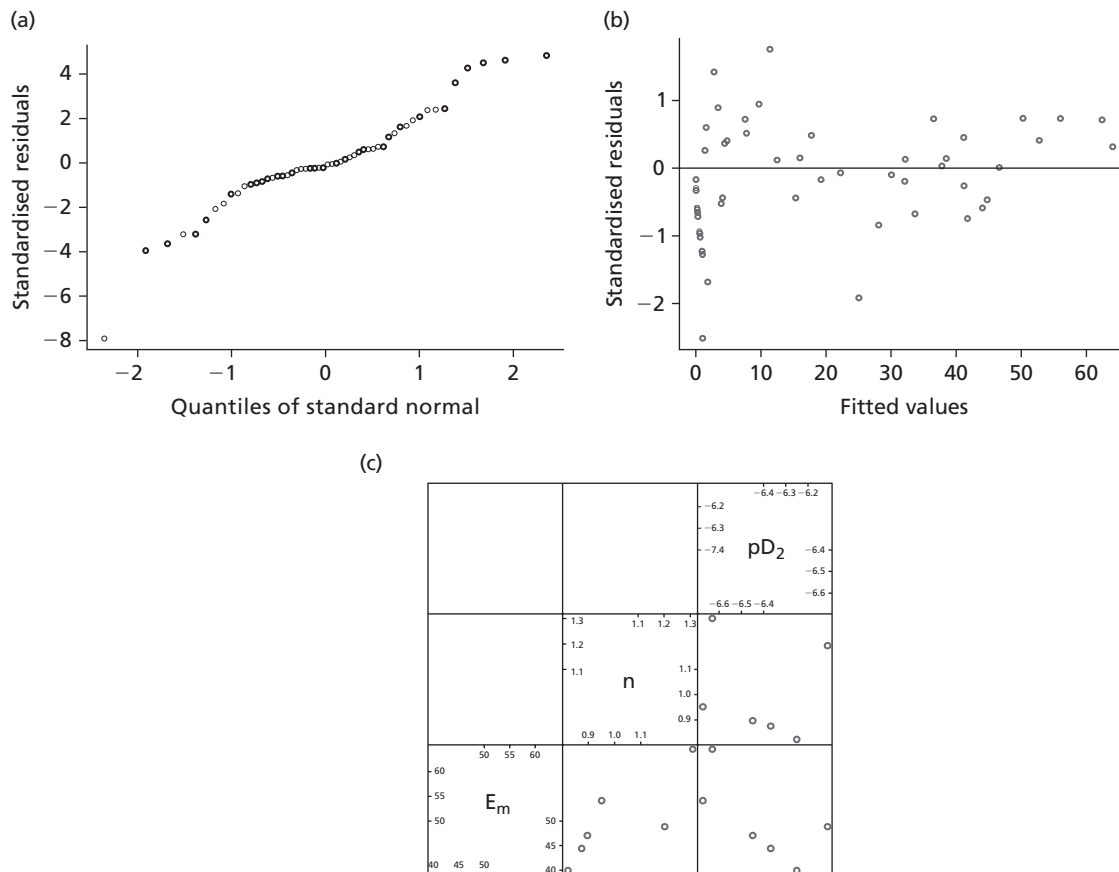 (a)
Standardised residuals
4
2
0
−2
−4
−6
−8
−2 −1 0 1 2
Quantiles of standard normal
(b)
Standardised residuals
1
0
−1
−2
0 10 20 30 40 50 60
Fitted values
(c)
−6.4 −6.3 −6.2
−6.2
−6.3
−7.4
pD2
−6.4
−6.5
−6.6
−6.6 −6.5 −6.4
1.3
1.2
1.1
1.1 1.2 1.3
n
1.1
1.0
0.9
0.9 1.0 1.1
50 55 60
60
55
50
Em
50
45
40
40 45 50